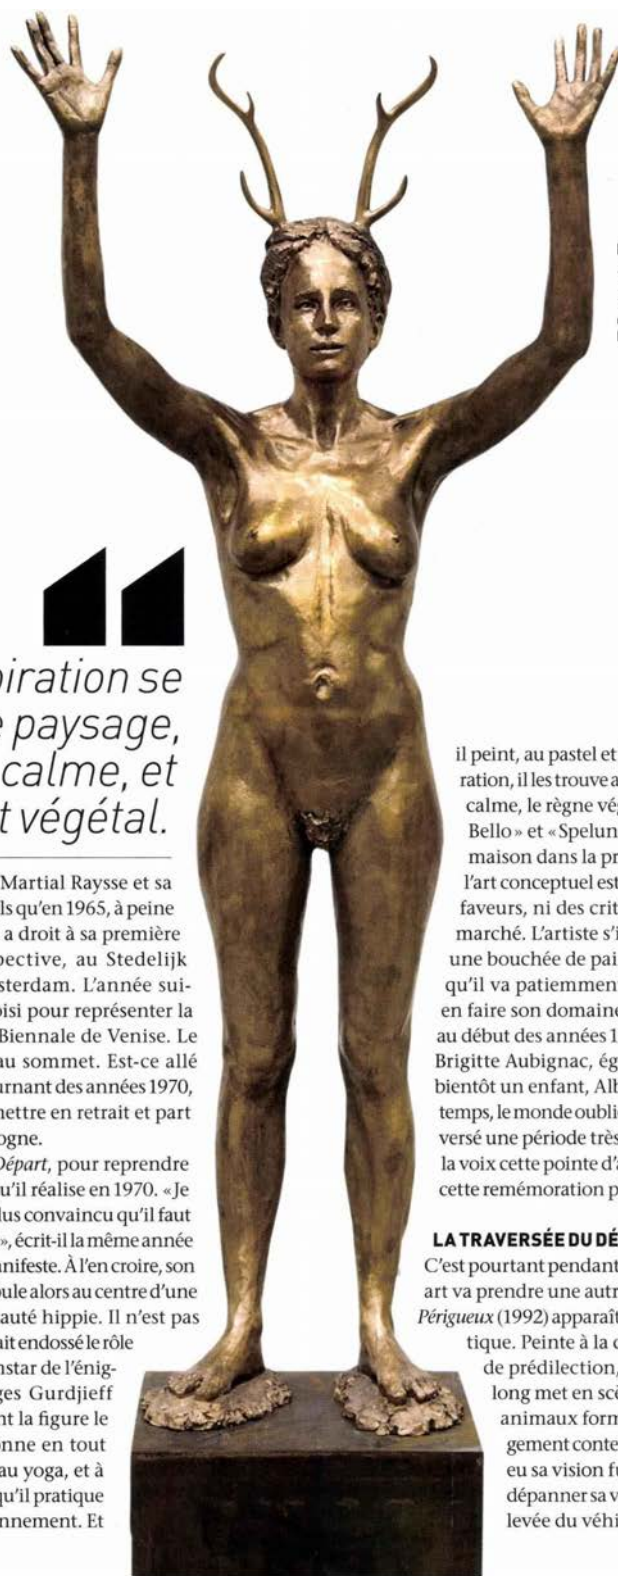 piration se
e paysage,
calme, et
t végétal.
Martial Raysse et sa
ls qu'en 1965, à peine
a droit à sa première
pective, au Stedelijk
sterdam. L'année sui-
oisi pour représenter la
Biennale de Venise. Le
au sommet. Est-ce allé
urnant des années 1970,
mettre en retrait et part
ogne.
Départ, pour reprendre
u'il réalise en 1970. «Je
lus convaincu qu'il faut
», écrit-il la même année
anifeste. À l'en croire, son
oule alors au centre d'une
auté hippie. Il n'est pas
ait endossé le rôle
nstar de l'énig-
ges Gurdjieff
nt la figure le
onne en tout
au yoga, et à
qu'il pratique
nnement. Et
il peint, au pastel et
ration, il les trouve a
calme, le règne vég
Bello» et «Spelun
maison dans la pr
l'art conceptuel est
faveurs, ni des crit
marché. L'artiste s'i
une bouchée de pai
qu'il va patiemment
en faire son domaine
au début des années 1
Brigitte Aubignac, ég
bientôt un enfant, Alb
temps, le monde oublie
versé une période très
la voix cette pointe d'a
cette remémoration p
LA TRAVERSÉE DU DÉ
C'est pourtant pendant
art va prendre une autr
Périgueux (1992) apparaît
tique. Peinte à la d
de prédilection,
long met en scè
animaux form
gement conte
eu sa vision fu
dépanner sa v
levée du véhi